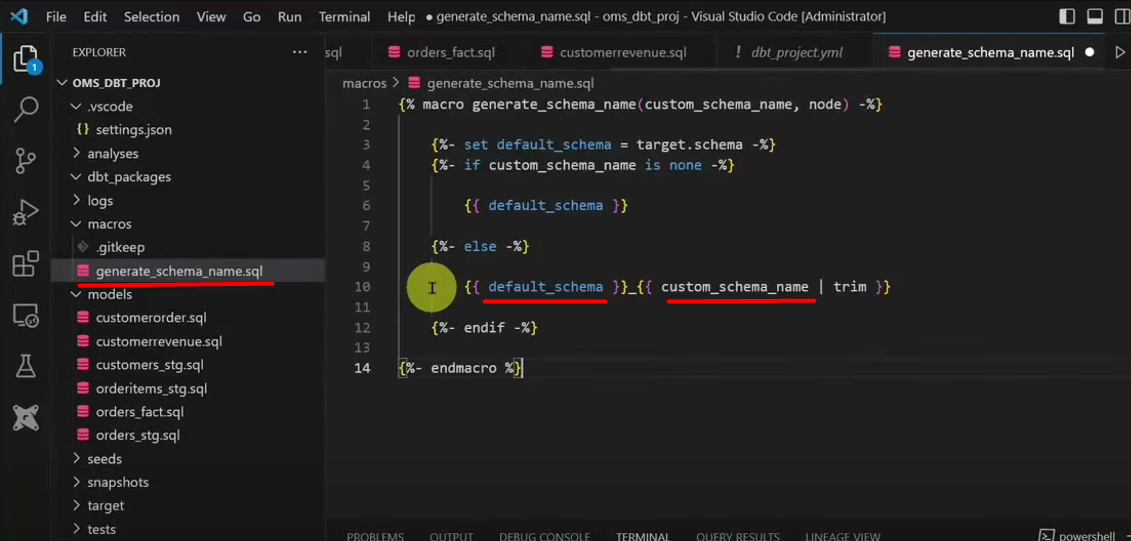 File Edit Selection View Go Run Terminal Help ● generate_schema_name.sql - oms_dbt_proj - Visual Studio Code [Administrator]
EXPLORER ···
sql orders_fact.sql customerrevenue.sql ! dbt_project.yml generate_schema_name.sql ●
1
OMS_DBT_PROJ
.vscode
{} settings.json
analyses
dbt_packages
logs
macros
.gitkeep
generate_schema_name.sql
models
customerorder.sql
customerrevenue.sql
customers_stg.sql
orderitems_stg.sql
orders_fact.sql
orders_stg.sql
seeds
snapshots
target
tests
macros > generate_schema_name.sql
1 {% macro generate_schema_name(custom_schema_name, node) -%}
2
3 {%- set default_schema = target.schema -%}
4 {%- if custom_schema_name is none -%}
5
6 {{ default_schema }}
7
8 {%- else -%}
9
10 {{ default_schema }}_{{ custom_schema_name | trim }}
11
12 {%- endif -%}
13
14 {%- endmacro %}
PROBLEMS OUTPUT DEBUG CONSOLE TERMINAL QUERY RESULTS LINEAGE VIEW powershell